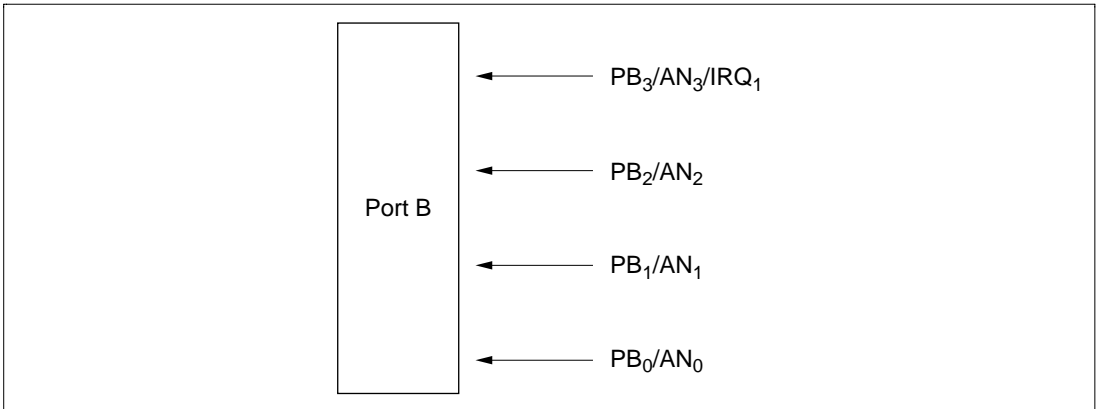 PB₃/AN₃/IRQ₁
PB₂/AN₂
Port B
PB₁/AN₁
PB₀/AN₀